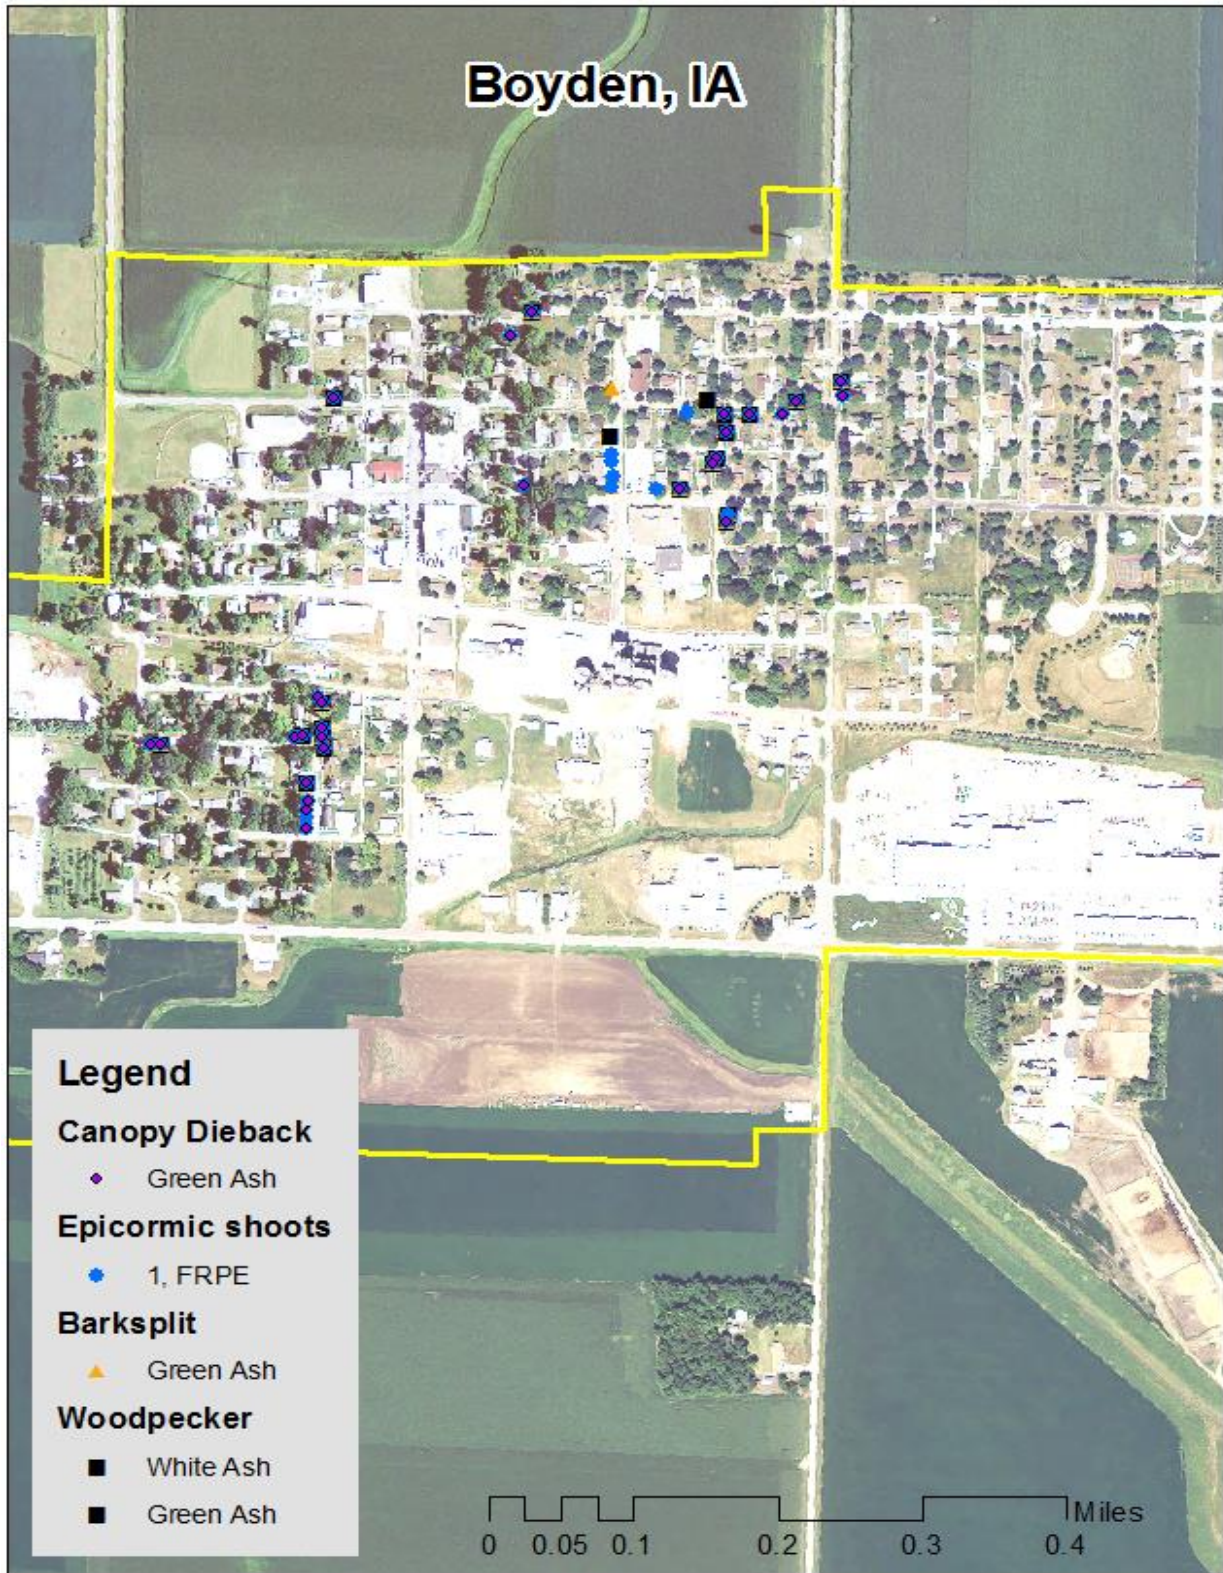 Boyden, IA
Legend
Canopy Dieback
Green Ash
Epicormic shoots
1, FRPE
Barksplit
Green Ash
Woodpecker
White Ash
Green Ash
Miles
0 0.05 0.1 0.2 0.3 0.4